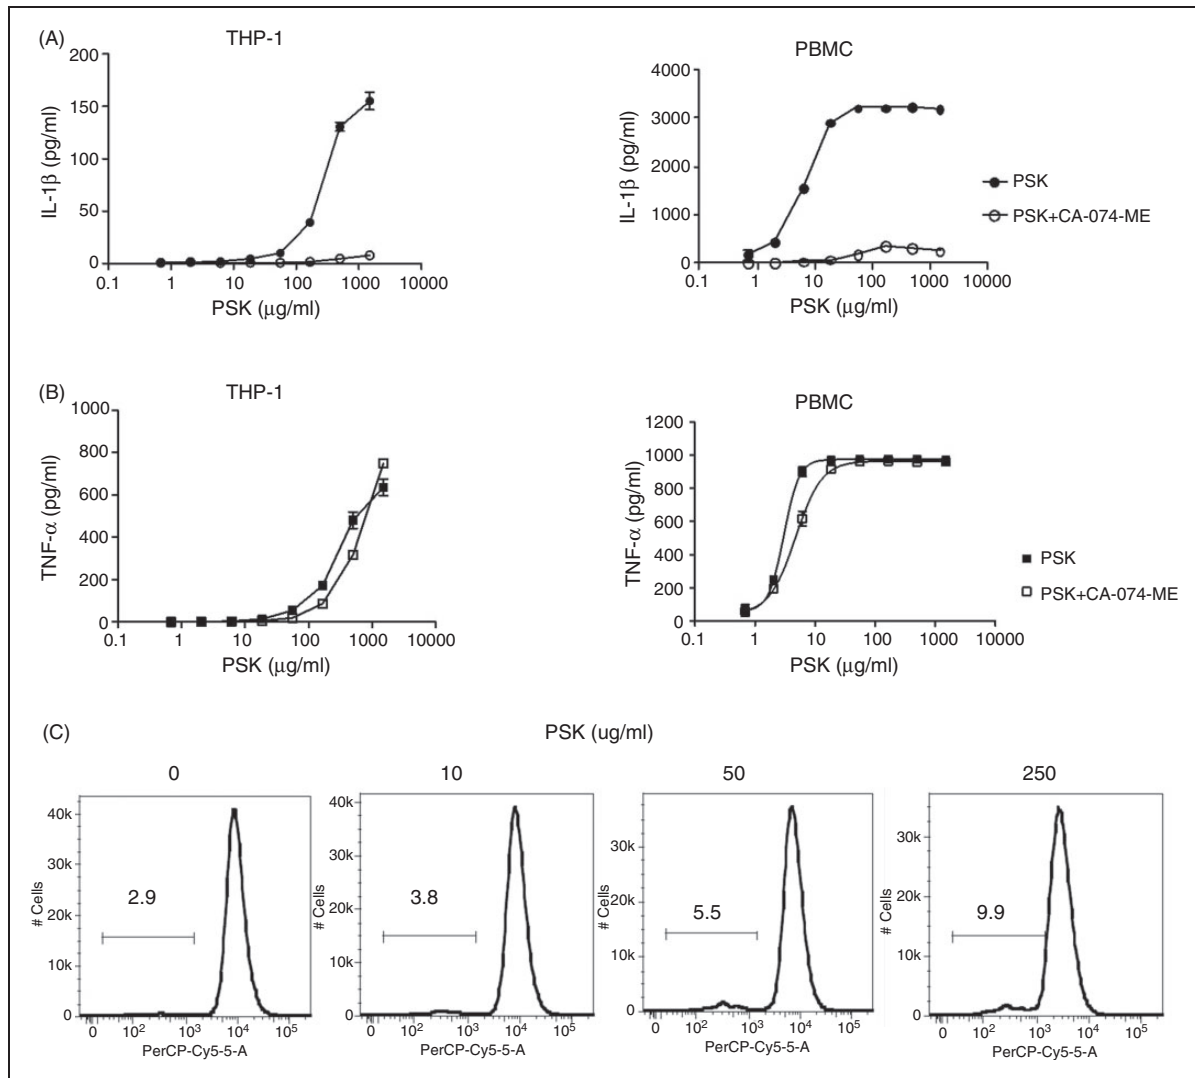 (A)
THP-1
IL-1β (pg/ml)
200
150
100
50
0
0.1 1 10 100 1000 10000
PSK (μg/ml)
PBMC
IL-1β (pg/ml)
4000
3000
2000
1000
0
0.1 1 10 100 1000 10000
PSK (μg/ml)
PSK
PSK+CA-074-ME
(B)
THP-1
TNF-α (pg/ml)
1000
800
600
400
200
0
0.1 1 10 100 1000 10000
PSK (μg/ml)
PBMC
TNF-α (pg/ml)
1200
1000
800
600
400
200
0
0.1 1 10 100 1000 10000
PSK (μg/ml)
PSK
PSK+CA-074-ME
(C)
PSK (ug/ml)
0
# Cells
40k
30k
20k
10k
0
2.9
0 10² 10³ 10⁴ 10⁵
PerCP-Cy5-5-A
10
# Cells
40k
30k
20k
10k
0
3.8
0 10² 10³ 10⁴ 10⁵
PerCP-Cy5-5-A
50
# Cells
30k
20k
10k
0
5.5
0 10² 10³ 10⁴ 10⁵
PerCP-Cy5-5-A
250
# Cells
30k
20k
10k
0
9.9
0 10² 10³ 10⁴ 10⁵
PerCP-Cy5-5-A